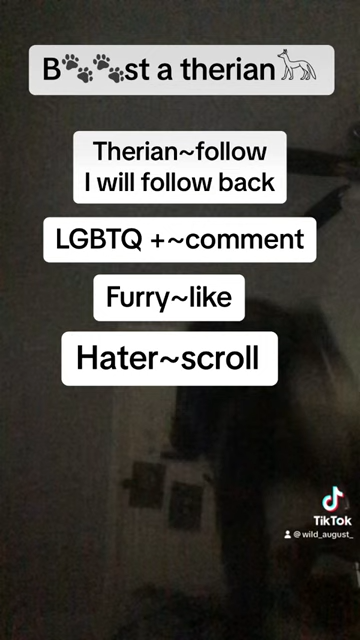 B🐾🐾st a therian
Therian~follow
I will follow back
LGBTQ +~comment
Furry~like
Hater~scroll
TikTok
@wild_august_